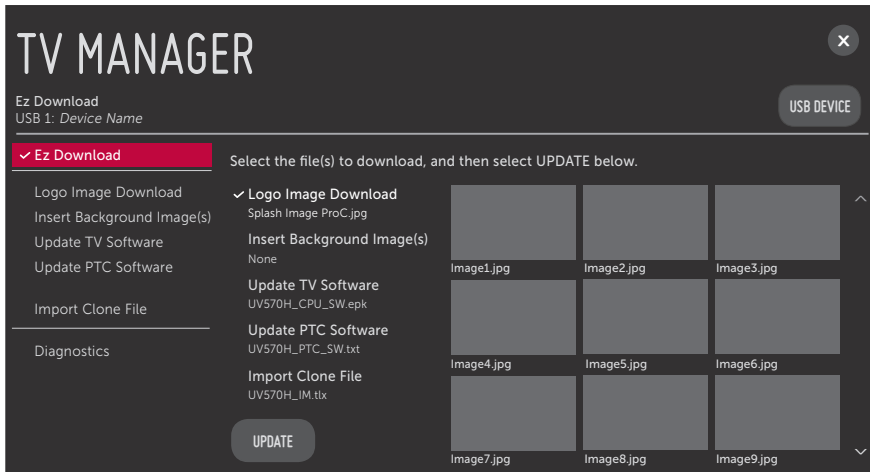 TV MANAGER
X
Ez Download
USB 1: Device Name
USB DEVICE
Ez Download
Logo Image Download
Insert Background Image(s)
Update TV Software
Update PTC Software
Import Clone File
Diagnostics
Select the file(s) to download, and then select UPDATE below.
Logo Image Download
Splash Image ProC.jpg
Insert Background Image(s)
None
Update TV Software
UV570H_CPU_SW.epk
Update PTC Software
UV570H_PTC_SW.txt
Import Clone File
UV570H_IM.tlx
UPDATE
Image1.jpg Image2.jpg Image3.jpg
Image4.jpg Image5.jpg Image6.jpg
Image7.jpg Image8.jpg Image9.jpg